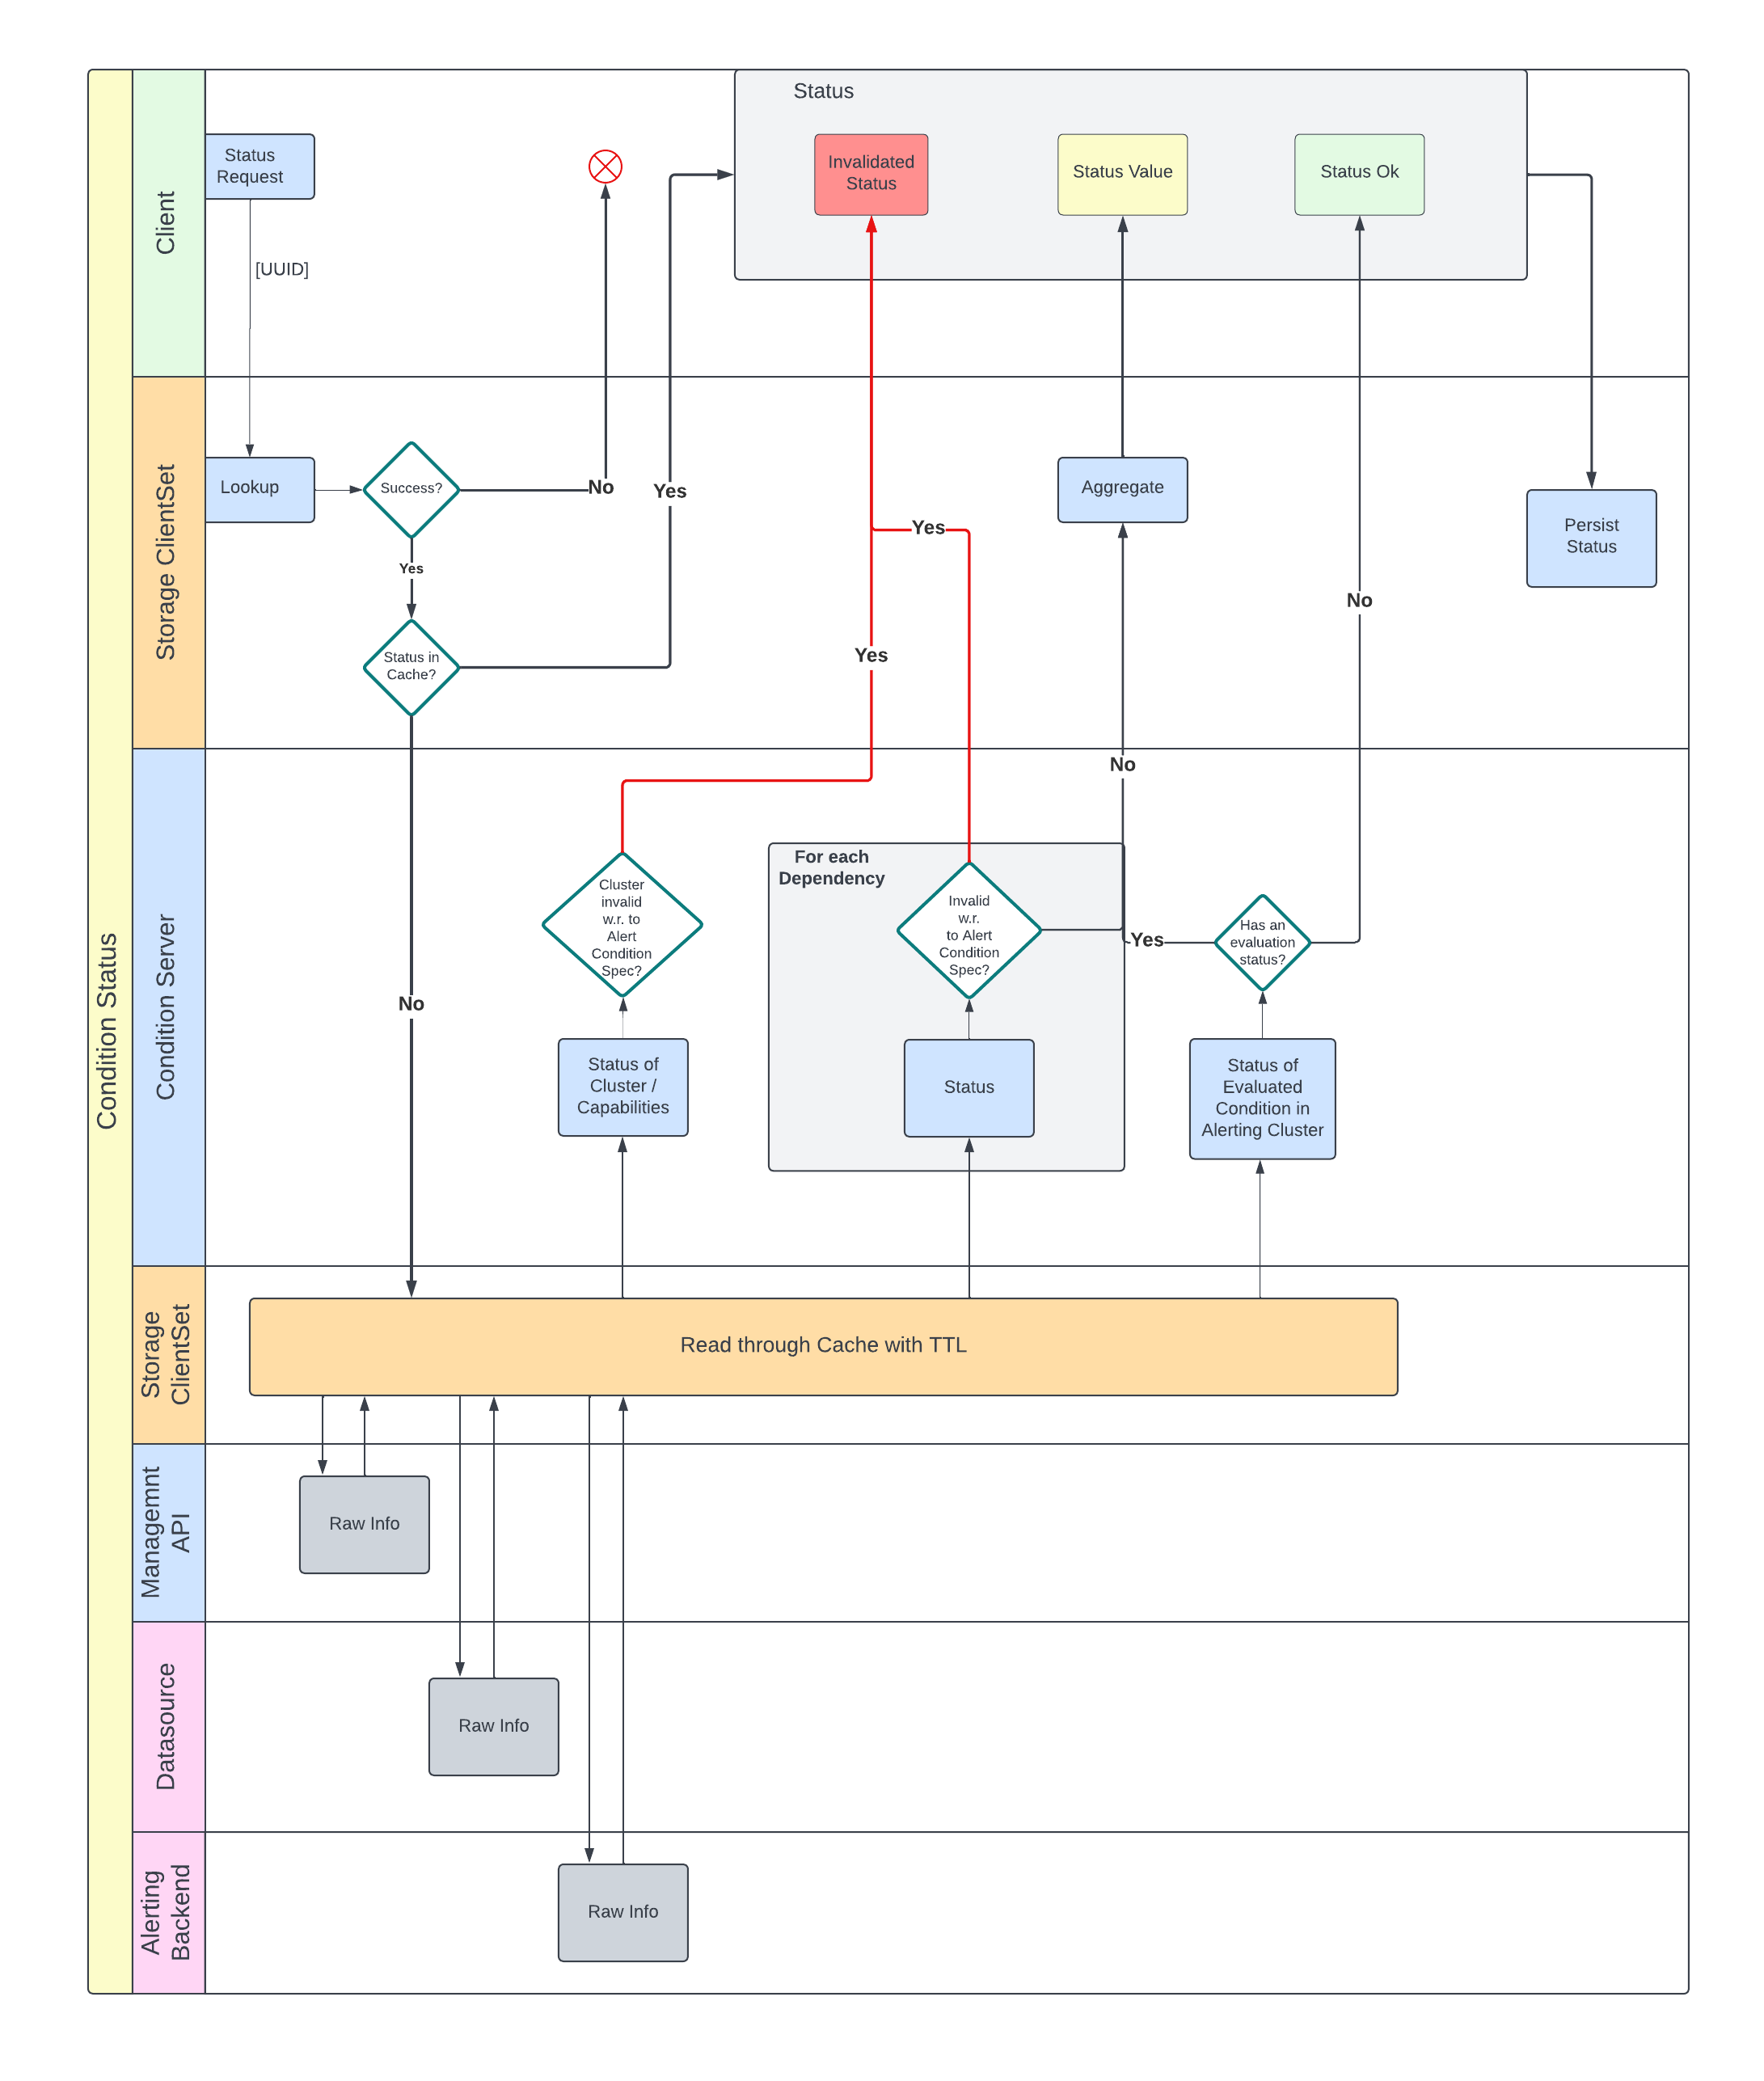 Condition Status
Client
Status
Request
[UUID]
Status
Invalidated
Status
Status Value
Status Ok
Storage ClientSet
Lookup
Success?
No
Yes
Yes
Status in
Cache?
Yes
Yes
Aggregate
Persist
Status
No
Condition Server
No
No
Cluster
invalid
w.r. to
Alert
Condition
Spec?
For each
Dependency
Invalid
w.r.
to Alert
Condition
Spec?
Yes
Has an
evaluation
status?
Status of
Cluster /
Capabilities
Status
Status of
Evaluated
Condition in
Alerting Cluster
Storage
ClientSet
Read through Cache with TTL
Managemnt
API
Raw Info
Datasource
Raw Info
Alerting
Backend
Raw Info